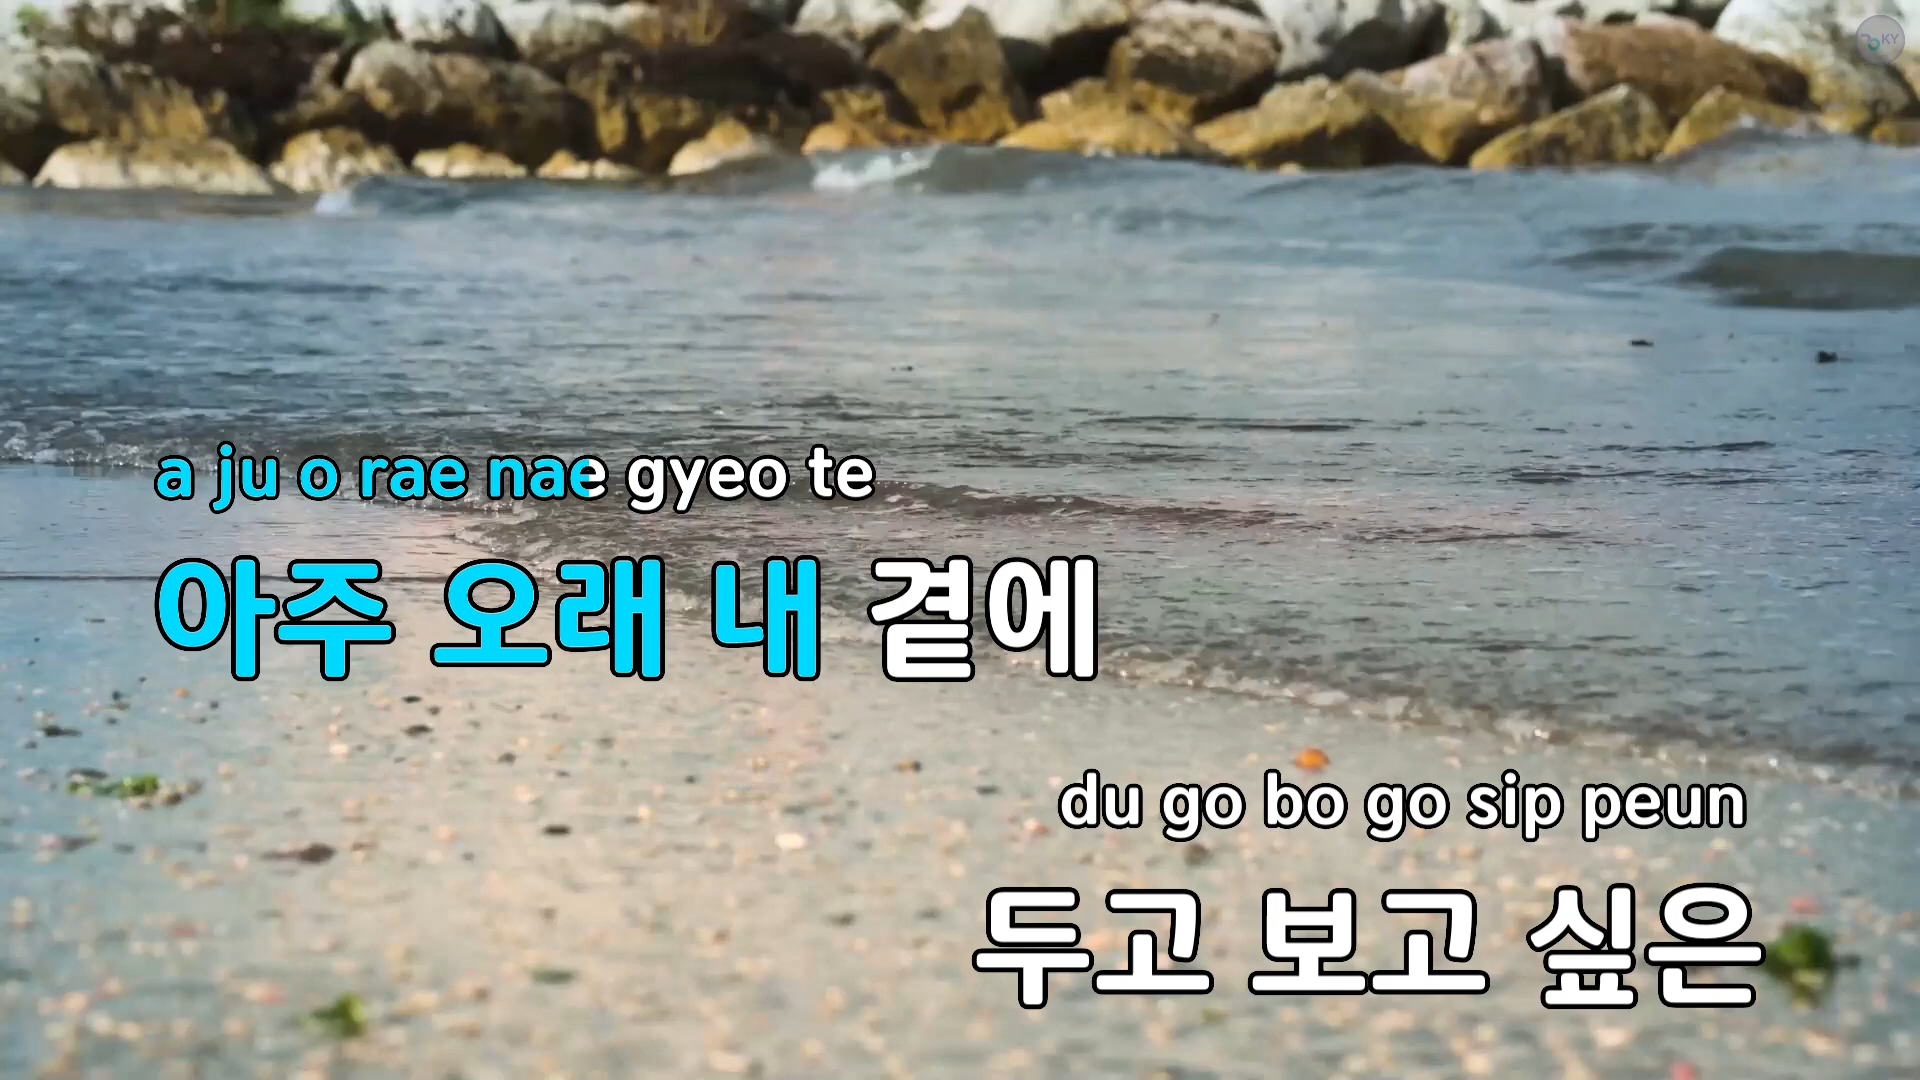 KY
a ju o rae nae gyeo te
아주 오래 내 곁에
du go bo go sip peun
두고 보고 싶은